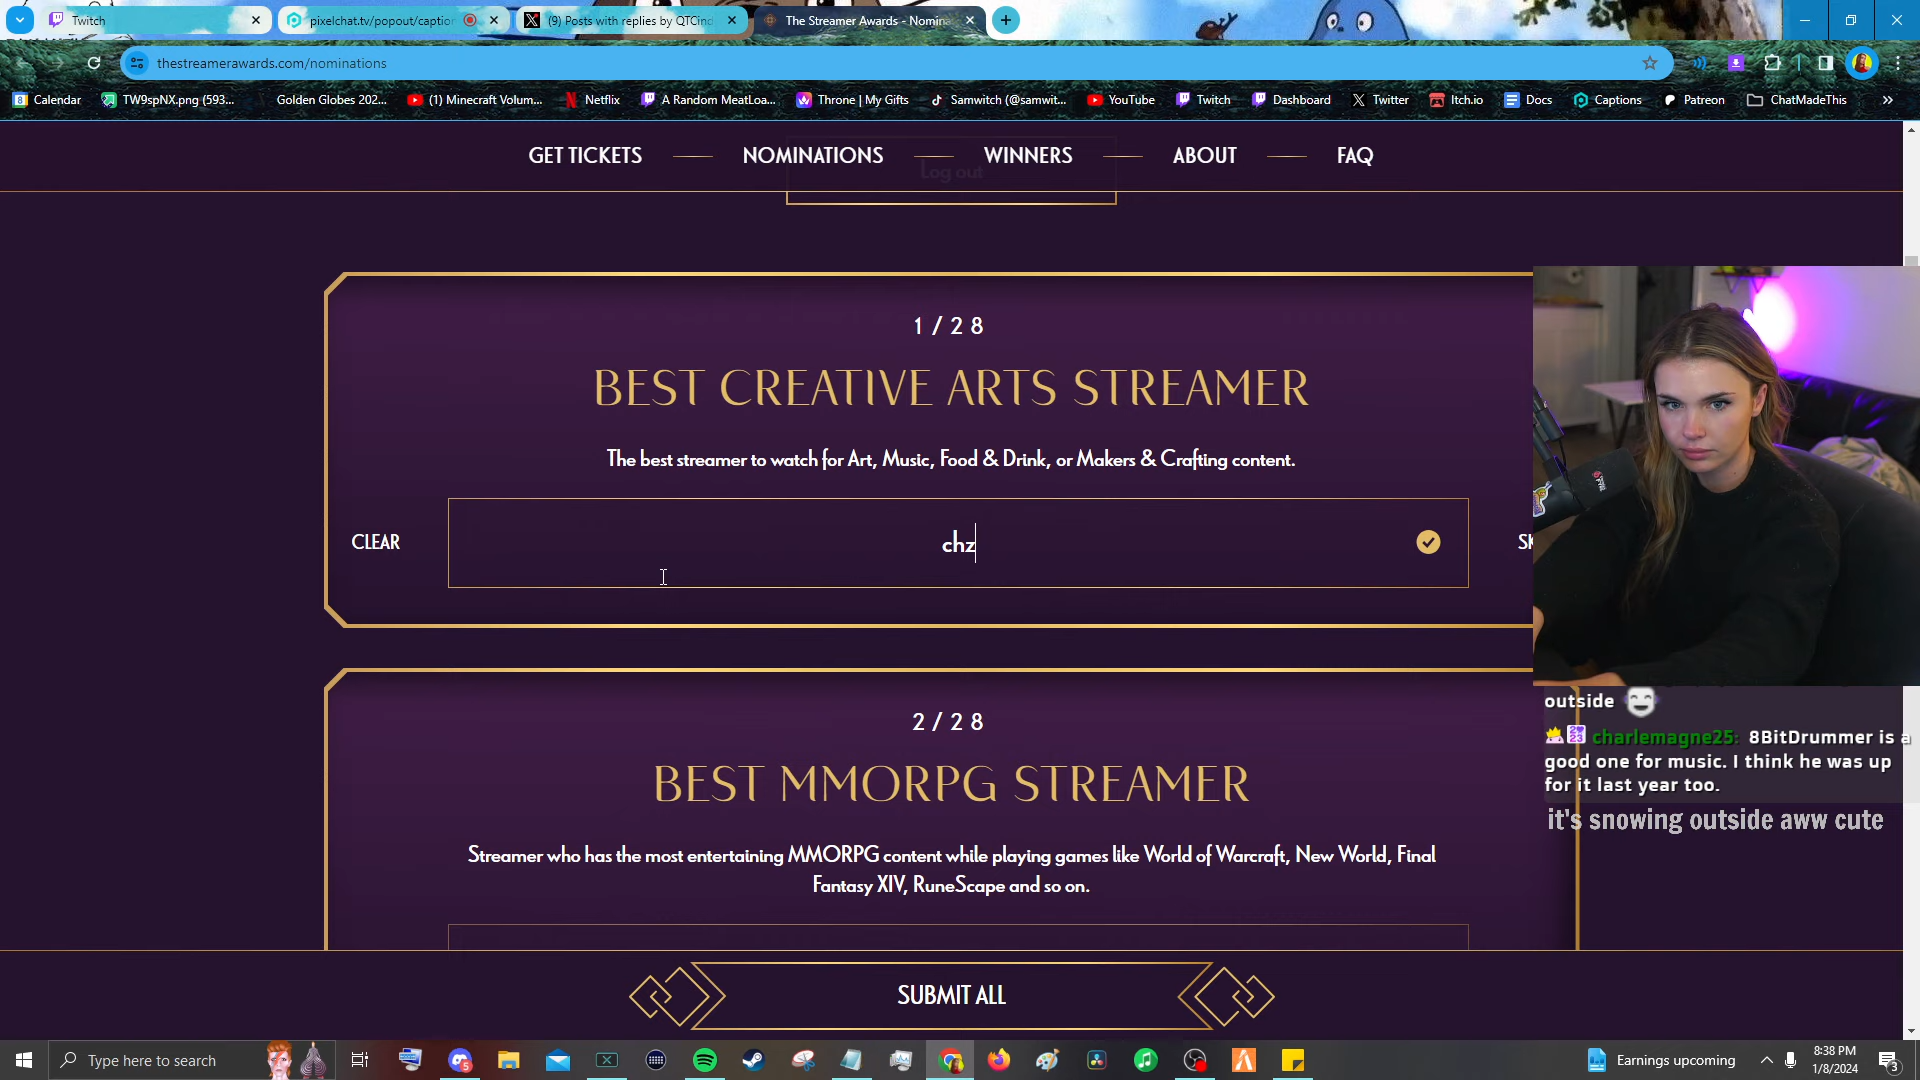 Twitch
pixelchat.tv/popout/caption
(9) Posts with replies by QTCind
The Streamer Awards - Nomin
thestreamerawards.com/nominations
Calendar
TW9spNX.png (593...
Golden Globes 202...
(1) Minecraft Volum...
Netflix
A Random MeatLoa...
Throne | My Gifts
Samwitch (@samwit...
YouTube
Twitch
Dashboard
Twitter
Itch.io
Docs
Captions
Patreon
ChatMadeThis
GET TICKETS
NOMINATIONS
WINNERS
ABOUT
FAQ
Log out
1/28
BEST CREATIVE ARTS STREAMER
The best streamer to watch for Art, Music, Food & Drink, or Makers & Crafting content.
CLEAR
chz
SK
2/28
BEST MMORPG STREAMER
Streamer who has the most entertaining MMORPG content while playing games like World of Warcraft, New World, Final
Fantasy XIV, RuneScape and so on.
outside
charlemagne25: 8BitDrummer is a
good one for music. I think he was up
for it last year too.
it's snowing outside aww cute
SUBMIT ALL
Type here to search
Earnings upcoming
8:38 PM
1/8/2024
3